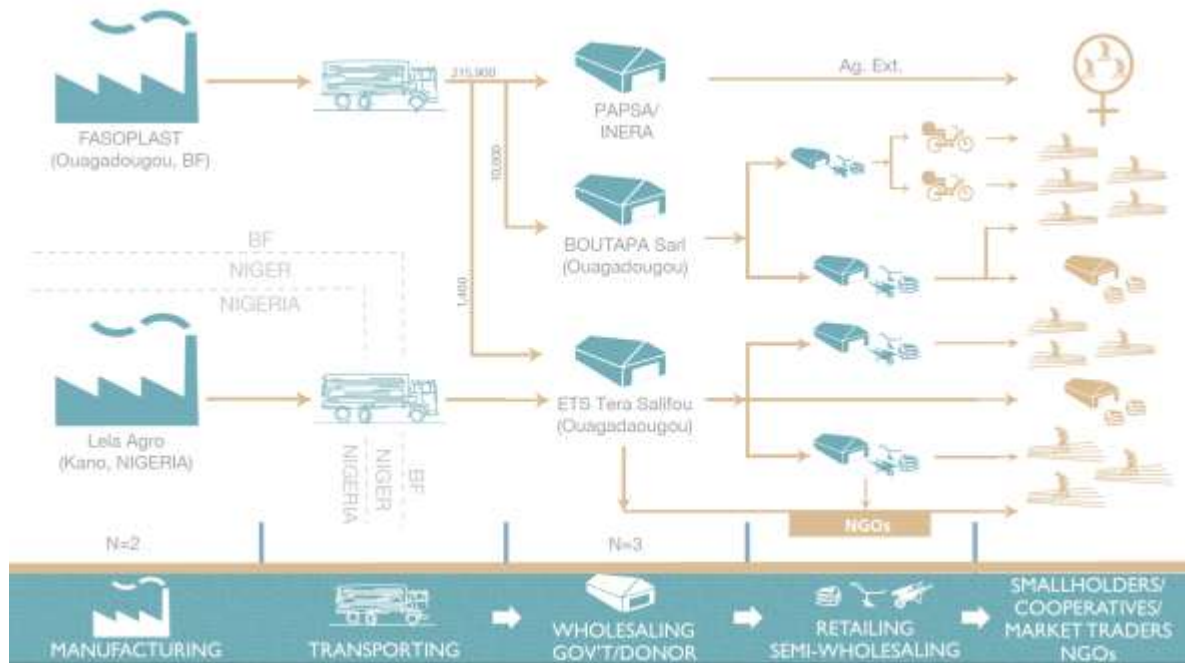 FASOPLAST
(Ouagadougou, BF)
215,900
10,000
1,400
PAPSA/
INERA
Ag. Ext.
BOUTAPA Sarl
(Ouagadougou)
BF
NIGER
NIGERIA
Lela Agro
(Kano, NIGERIA)
NIGERIA
NIGER
BF
ETS Tera Salifou
(Ouagadaougou)
NGOs
N=2
N=3
MANUFACTURING
TRANSPORTING
WHOLESALING
GOV'T/DONOR
RETAILING
SEMI-WHOLESALING
SMALLHOLDERS/
COOPERATIVES/
MARKET TRADERS
NGOs